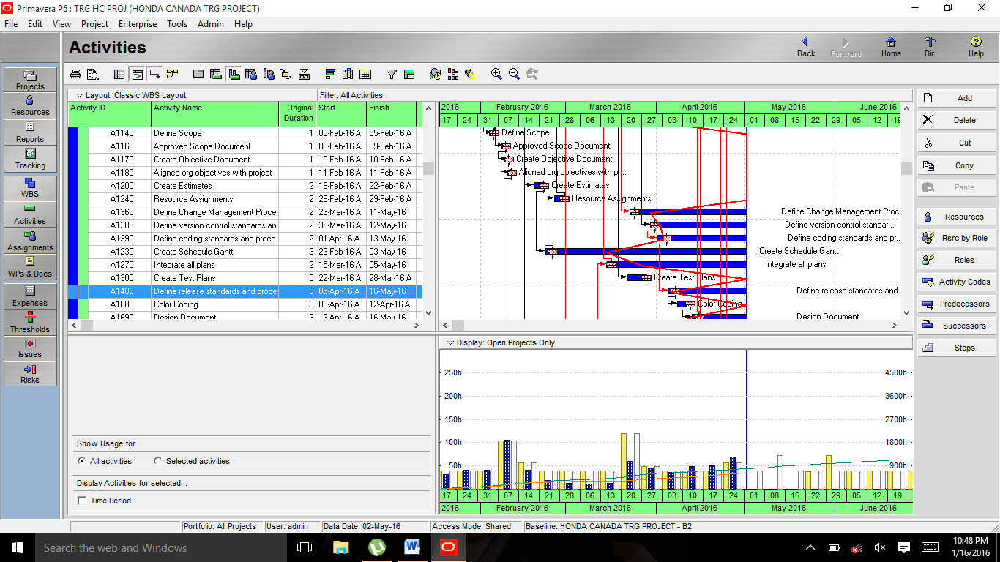 Primavera P6 : TRG HC PROJ (HONDA CANADA TRG PROJECT)
File Edit View Project Enterprise Tools Admin Help
Activities
Back Forward Home Dir. Help
Projects
Resources
Reports
Tracking
WBS
Activities
Assignments
WPs & Docs
Expenses
Thresholds
Issues
Risks
Layout: Classic WBS Layout Filter: All Activities
Activity ID Activity Name Original Duration Start Finish
A1140 Define Scope 1 05-Feb-16 A 05-Feb-16 A
A1160 Approved Scope Document 1 09-Feb-16 A 09-Feb-16 A
A1170 Create Objective Document 1 10-Feb-16 A 10-Feb-16 A
A1180 Aligned org objectives with project 1 11-Feb-16 A 11-Feb-16 A
A1200 Create Estimates 2 19-Feb-16 A 22-Feb-16 A
A1240 Resource Assignments 2 26-Feb-16 A 29-Feb-16 A
A1360 Define Change Management Proce 2 23-Mar-16 A 11-May-16
A1380 Define version control standards an 2 30-Mar-16 A 12-May-16
A1390 Define coding standards and proce 2 01-Apr-16 A 13-May-16
A1230 Create Schedule Gantt 3 23-Feb-16 A 03-May-16
A1270 Integrate all plans 2 15-Mar-16 A 05-May-16
A1300 Create Test Plans 5 22-Mar-16 A 28-Mar-16 A
A1400 Define release standards and proce 3 05-Apr-16 A 16-May-16
A1680 Color Coding 3 08-Apr-16 A 12-Apr-16 A
A1690 Design Document 3 13-Apr-16 A 16-May-16
2016 February 2016 March 2016 April 2016 May 2016 June 2016
17 24 31 07 14 21 28 06 13 20 27 03 10 17 24 01 08 15 22 29 05 12 19
Define Scope
Approved Scope Document
Create Objective Document
Aligned org objectives with pr...
Create Estimates
Resource Assignments
Define Change Management Proc
Define version control standar...
Define coding standards and pr...
Create Schedule Gantt
Integrate all plans
Create Test Plans
Define release standards and
Color Coding
Design Document
Add
Delete
Cut
Copy
Paste
Resources
Rsrc by Role
Roles
Activity Codes
Predecessors
Successors
Steps
Show Usage for
All activities Selected activities
Display Activities for selected...
Time Period
Display: Open Projects Only
250h 4500h
200h 3600h
150h 2700h
100h 1800h
50h 900h
17 24 31 07 14 21 28 06 13 20 27 03 10 17 24 01 08 15 22 29 05 12 19
2016 February 2016 March 2016 April 2016 May 2016 June 2016
Portfolio: All Projects User: admin Data Date: 02-May-16 Access Mode: Shared Baseline: HONDA CANADA TRG PROJECT - B2
Search the web and Windows
10:48 PM
1/16/2016